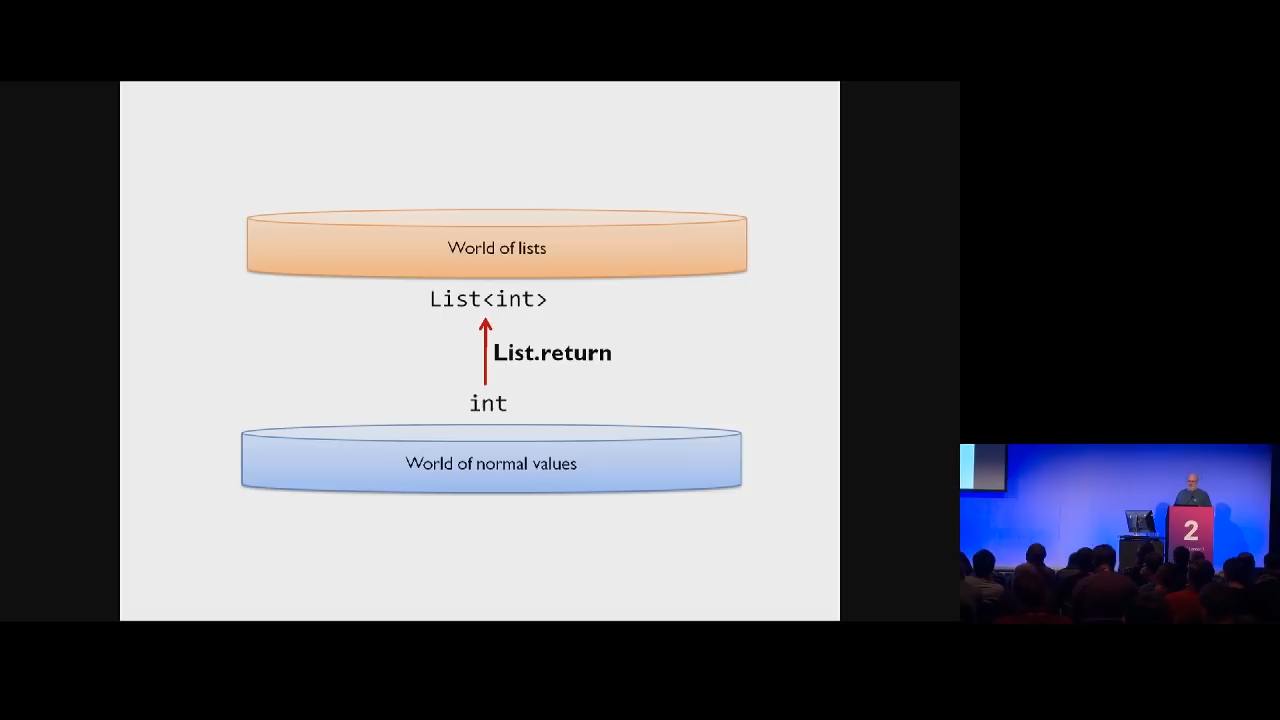 World of lists
List<int>
List.return
int
World of normal values
2